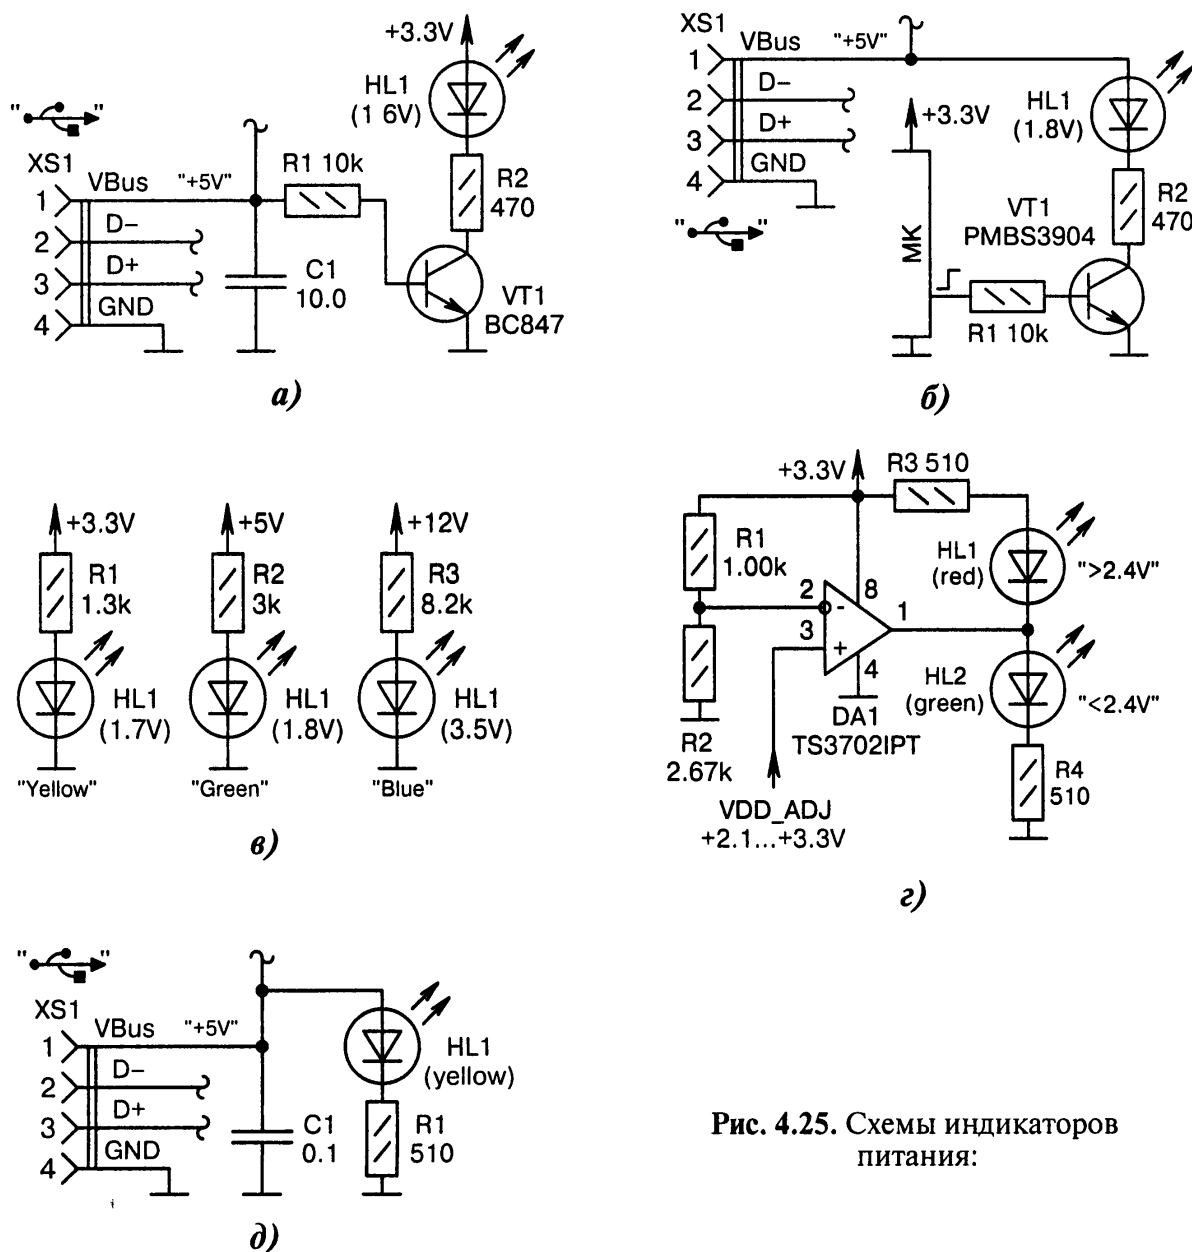 +3.3V
HL1
(1 6V)
" "
XS1
R1 10k
R2
470
1
VBus
"+5V"
2
D−
3
D+
C1
10.0
4
GND
VT1
BC847
а)
XS1
1
VBus
"+5V"
2
D−
3
D+
4
GND
" "
+3.3V
HL1
(1.8V)
R2
470
VT1
PMBS3904
МК
R1 10k
б)
+3.3V
R1
1.3k
HL1
(1.7V)
"Yellow"
+5V
R2
3k
HL1
(1.8V)
"Green"
+12V
R3
8.2k
HL1
(3.5V)
"Blue"
в)
+3.3V
R3 510
R1
1.00k
HL1
(red)
">2.4V"
2
-
8
1
3
+
4
HL2
(green)
"<2.4V"
DA1
TS3702IPT
R2
2.67k
R4
510
VDD_ADJ
+2.1...+3.3V
г)
" "
XS1
1
VBus
"+5V"
2
D−
3
D+
4
GND
HL1
(yellow)
C1
0.1
R1
510
д)
Рис. 4.25. Схемы индикаторов
питания: